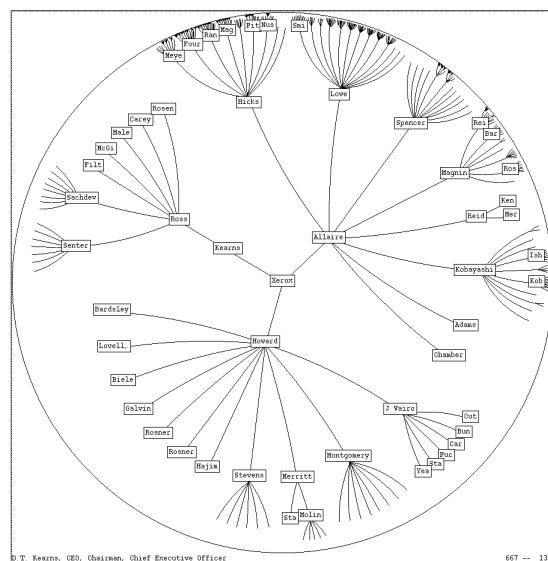 Pit
Nus
Smi
Mag
Ran
Four
Meye
Hicks
Love
Rosen
Carey
Male
McGi
Filt
Spencer
Rei
Bar
Ros
Magnin
Sachdev
Ross
Ken
Reid
Mer
Senter
Kearns
Allaire
Ish
Kobayashi
Kob
Xerox
Bardsley
Adams
Lovell,
Howard
Chamber
Biele
Galvin
J Vairo
Cut
Rosner
Bun
Car
Rosner
Puc
Hajim
Montgomery
Sta
Yea
Stevens
Merritt
Sta
Molin
D.T. Kearns, CEO, Chairman, Chief Executive Officer
667 -- 13